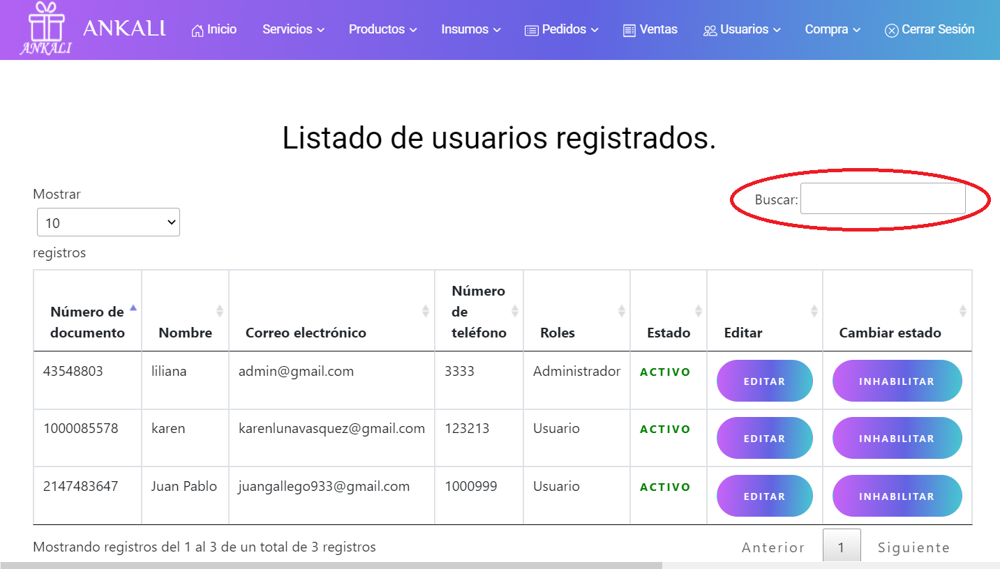 ANKALI
ANKALI Inicio Servicios Productos Insumos Pedidos Ventas Usuarios Compra Cerrar Sesión
Listado de usuarios registrados.
Mostrar
Buscar:
10
registros
Número de documento Nombre Correo electrónico Número de teléfono Roles Estado Editar Cambiar estado
43548803 liliana admin@gmail.com 3333 Administrador ACTIVO EDITAR INHABILITAR
1000085578 karen karenlunavasquez@gmail.com 123213 Usuario ACTIVO EDITAR INHABILITAR
2147483647 Juan Pablo juangallego933@gmail.com 1000999 Usuario ACTIVO EDITAR INHABILITAR
Mostrando registros del 1 al 3 de un total de 3 registros Anterior 1 Siguiente